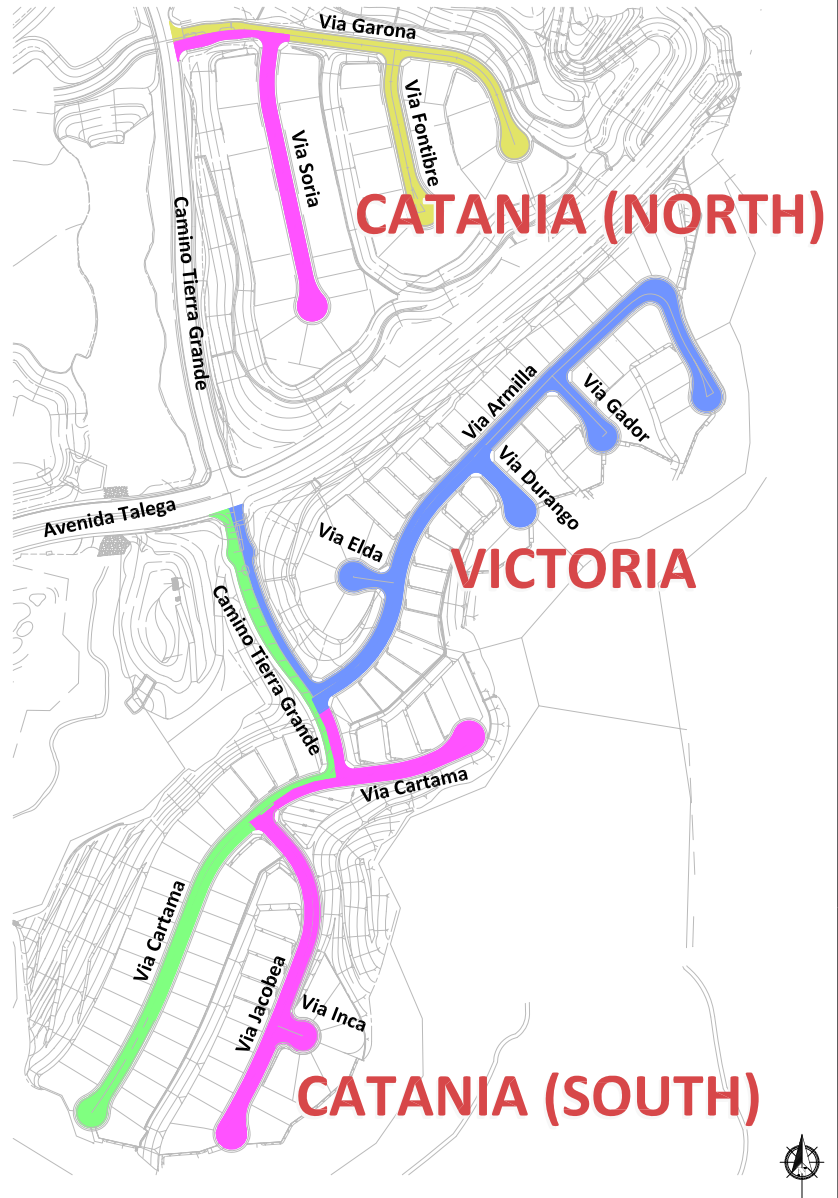 Via Garona
Via Fontibre
Via Soria
CATANIA (NORTH)
Camino Tierra Grande
Via Armilla
Via Gador
Via Durango
Avenida Talega
Via Elda
VICTORIA
Camino Tierra Grande
Via Cartama
Via Cartama
Via Jacobea
Via Inca
CATANIA (SOUTH)